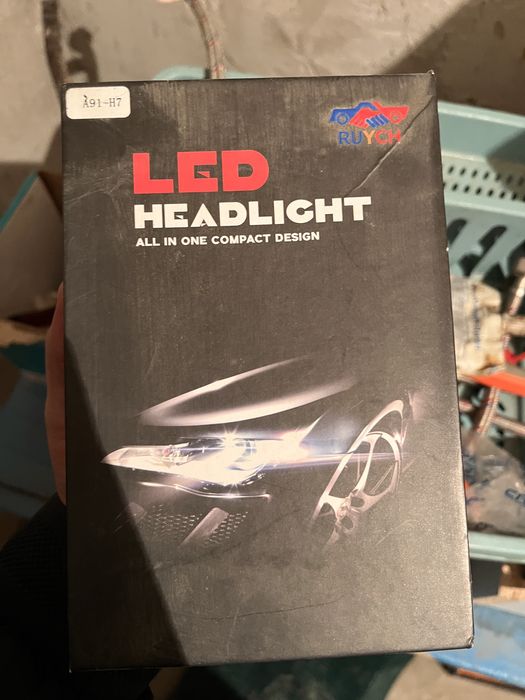 A91-H7
RUYCH
LED
HEADLIGHT
ALL IN ONE COMPACT DESIGN